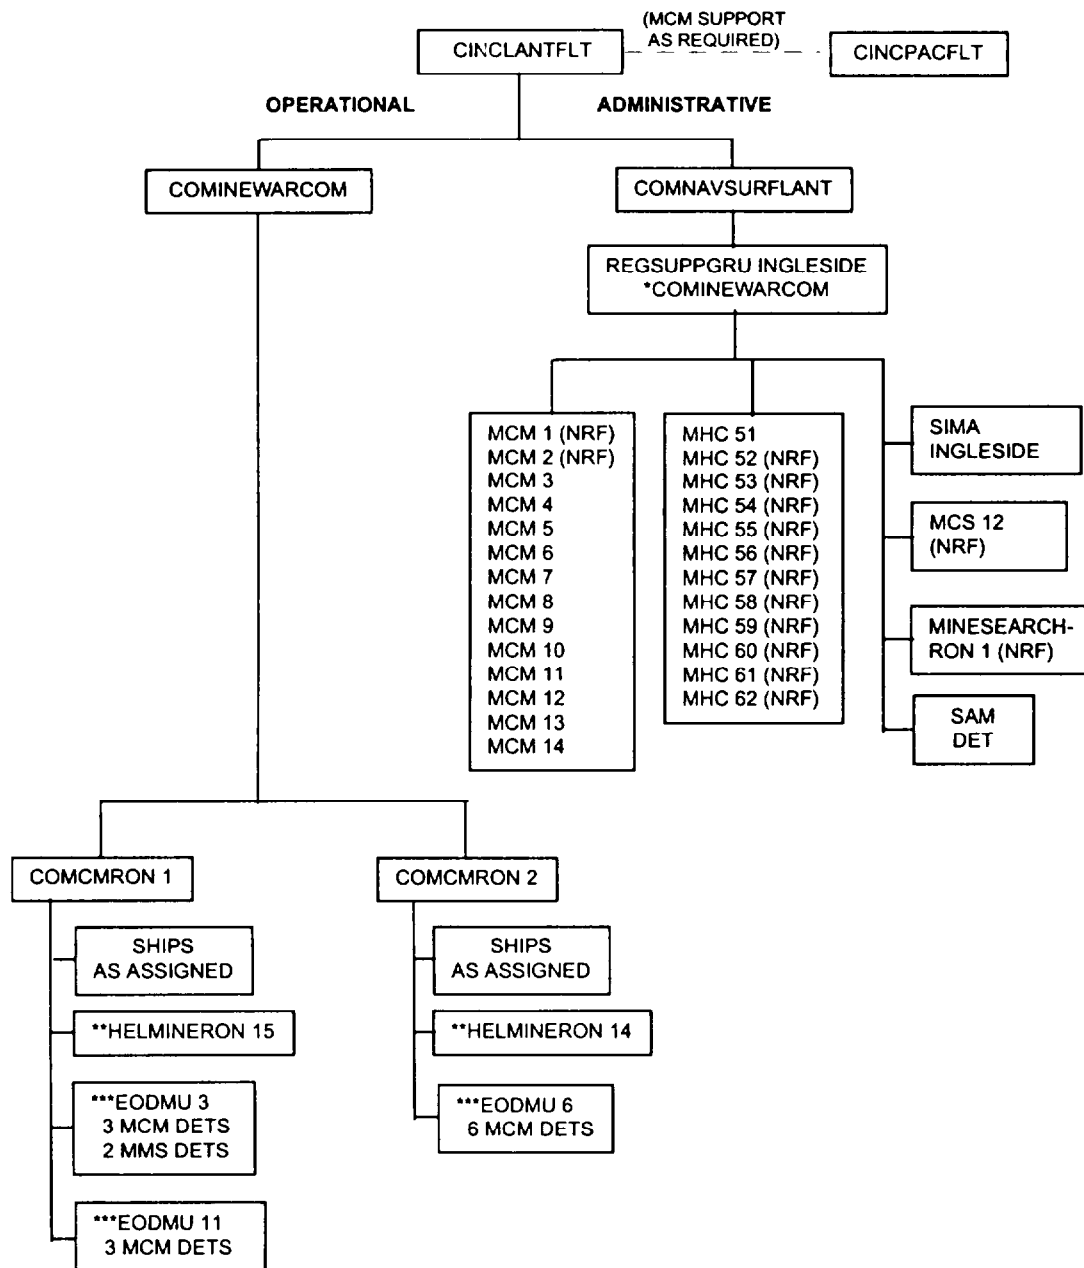 (MCM SUPPORT
AS REQUIRED)
CINCLANTFLT
CINCPACFLT
OPERATIONAL
ADMINISTRATIVE
COMINEWARCOM
COMNAVSURFLANT
REGSUPPGRU INGLESIDE
*COMINEWARCOM
MCM 1 (NRF)
MCM 2 (NRF)
MCM 3
MCM 4
MCM 5
MCM 6
MCM 7
MCM 8
MCM 9
MCM 10
MCM 11
MCM 12
MCM 13
MCM 14
MHC 51
MHC 52 (NRF)
MHC 53 (NRF)
MHC 54 (NRF)
MHC 55 (NRF)
MHC 56 (NRF)
MHC 57 (NRF)
MHC 58 (NRF)
MHC 59 (NRF)
MHC 60 (NRF)
MHC 61 (NRF)
MHC 62 (NRF)
SIMA
INGLESIDE
MCS 12
(NRF)
MINESEARCH-
RON 1 (NRF)
SAM
DET
COMCMRON 1
SHIPS
AS ASSIGNED
**HELMINERON 15
***EODMU 3
3 MCM DETS
2 MMS DETS
***EODMU 11
3 MCM DETS
COMCMRON 2
SHIPS
AS ASSIGNED
**HELMINERON 14
***EODMU 6
6 MCM DETS